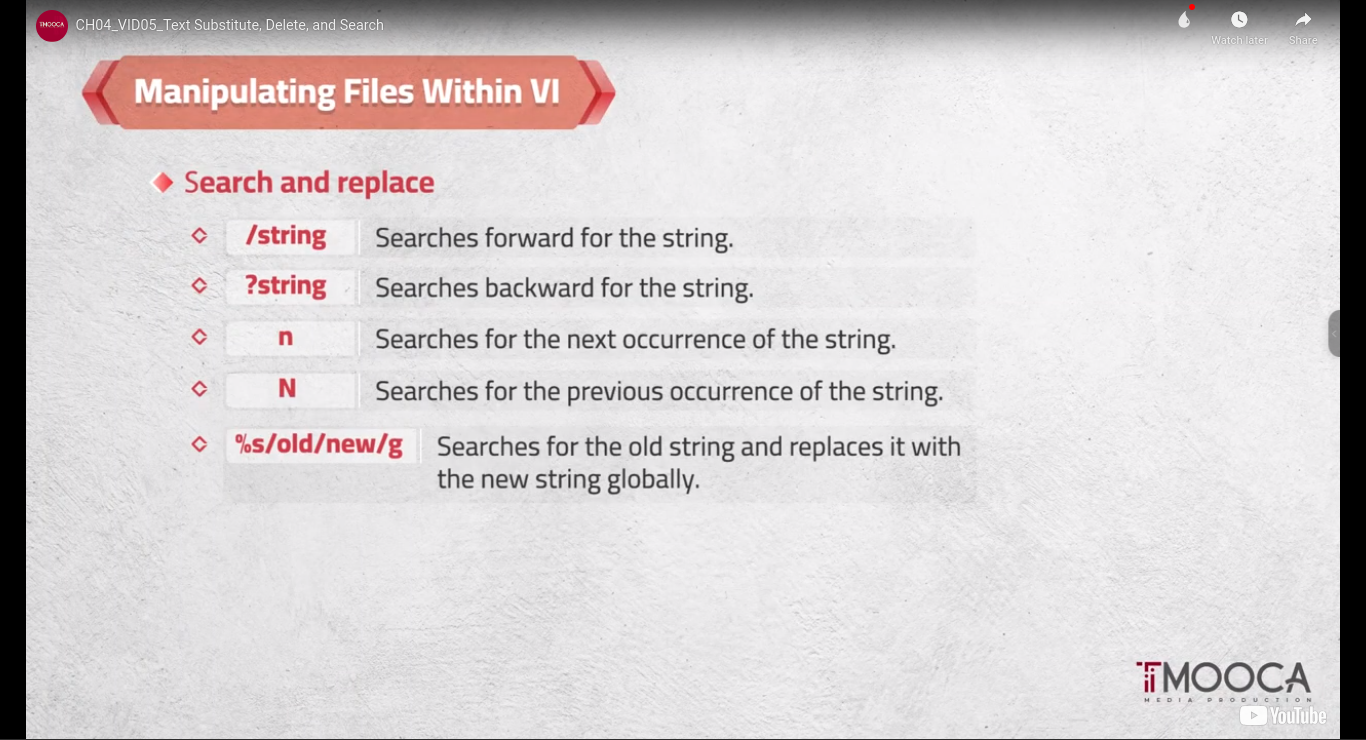 TMOOCA
CH04_VID05_Text Substitute, Delete, and Search
Watch later
Share
Manipulating Files Within VI
Search and replace
/string Searches forward for the string.
?string Searches backward for the string.
n Searches for the next occurrence of the string.
N Searches for the previous occurrence of the string.
%s/old/new/g Searches for the old string and replaces it with
the new string globally.
TMOOCA
MEDIA PRODUCTION
YouTube